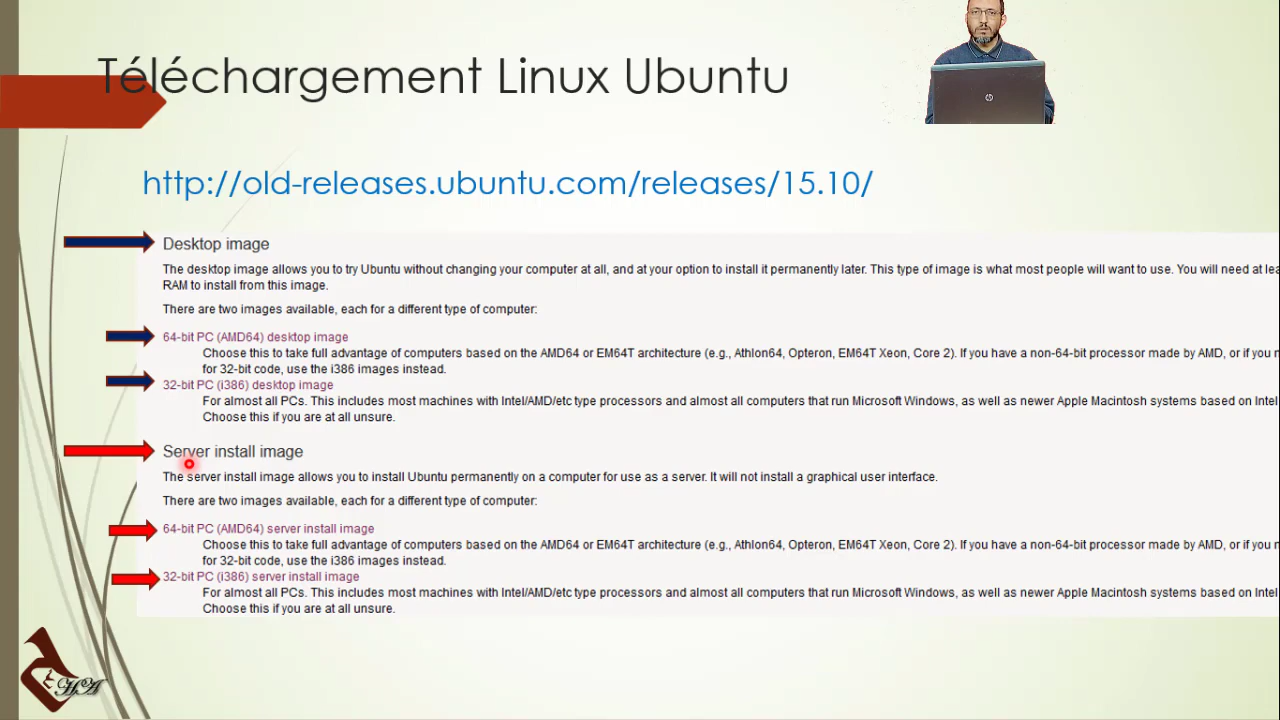 Téléchargement Linux Ubuntu
http://old-releases.ubuntu.com/releases/15.10/
Desktop image
The desktop image allows you to try Ubuntu without changing your computer at all, and at your option to install it permanently later. This type of image is what most people will want to use. You will need at
RAM to install from this image.
There are two images available, each for a different type of computer:
64-bit PC (AMD64) desktop image
Choose this to take full advantage of computers based on the AMD64 or EM64T architecture (e.g., Athlon64, Opteron, EM64T Xeon, Core 2). If you have a non-64-bit processor made by AMD, or if you
for 32-bit code, use the i386 images instead.
32-bit PC (i386) desktop image
For almost all PCs. This includes most machines with Intel/AMD/etc type processors and almost all computers that run Microsoft Windows, as well as newer Apple Macintosh systems based on Intel
Choose this if you are at all unsure.
Server install image
The server install image allows you to install Ubuntu permanently on a computer for use as a server. It will not install a graphical user interface.
There are two images available, each for a different type of computer:
64-bit PC (AMD64) server install image
Choose this to take full advantage of computers based on the AMD64 or EM64T architecture (e.g., Athlon64, Opteron, EM64T Xeon, Core 2). If you have a non-64-bit processor made by AMD, or if you
for 32-bit code, use the i386 images instead.
32-bit PC (i386) server install image
For almost all PCs. This includes most machines with Intel/AMD/etc type processors and almost all computers that run Microsoft Windows, as well as newer Apple Macintosh systems based on Intel
Choose this if you are at all unsure.
hp